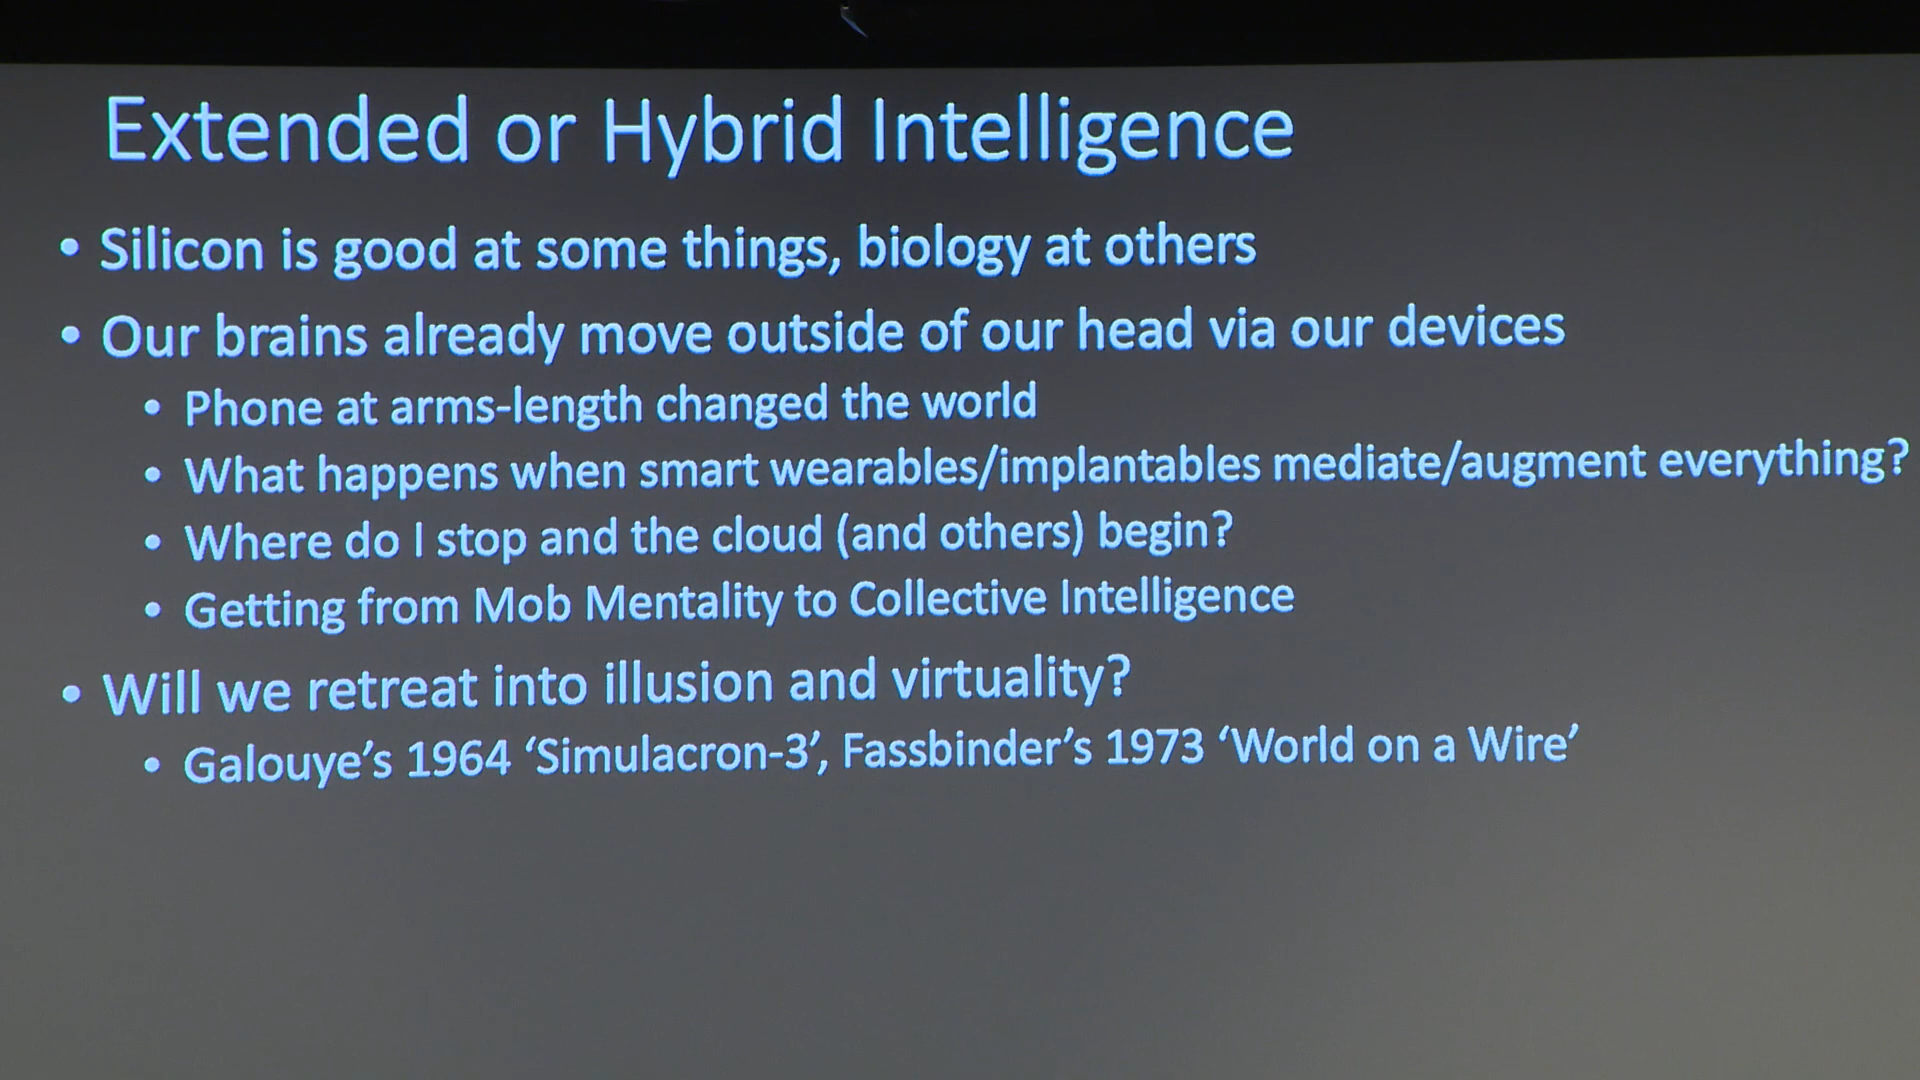 Extended or Hybrid Intelligence
• Silicon is good at some things, biology at others
• Our brains already move outside of our head via our devices
• Phone at arms-length changed the world
• What happens when smart wearables/implantables mediate/augment everything?
• Where do I stop and the cloud (and others) begin?
• Getting from Mob Mentality to Collective Intelligence
• Will we retreat into illusion and virtuality?
• Galouye’s 1964 ‘Simulacron-3’, Fassbinder’s 1973 ‘World on a Wire’